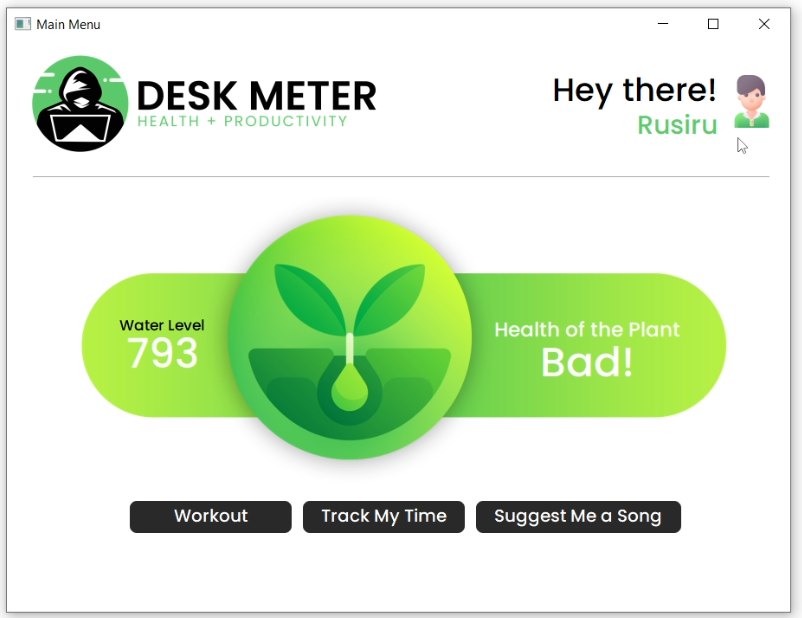 Main Menu
DESK METER
HEALTH + PRODUCTIVITY
Hey there!
Rusiru
Water Level
793
Health of the Plant
Bad!
Workout
Track My Time
Suggest Me a Song